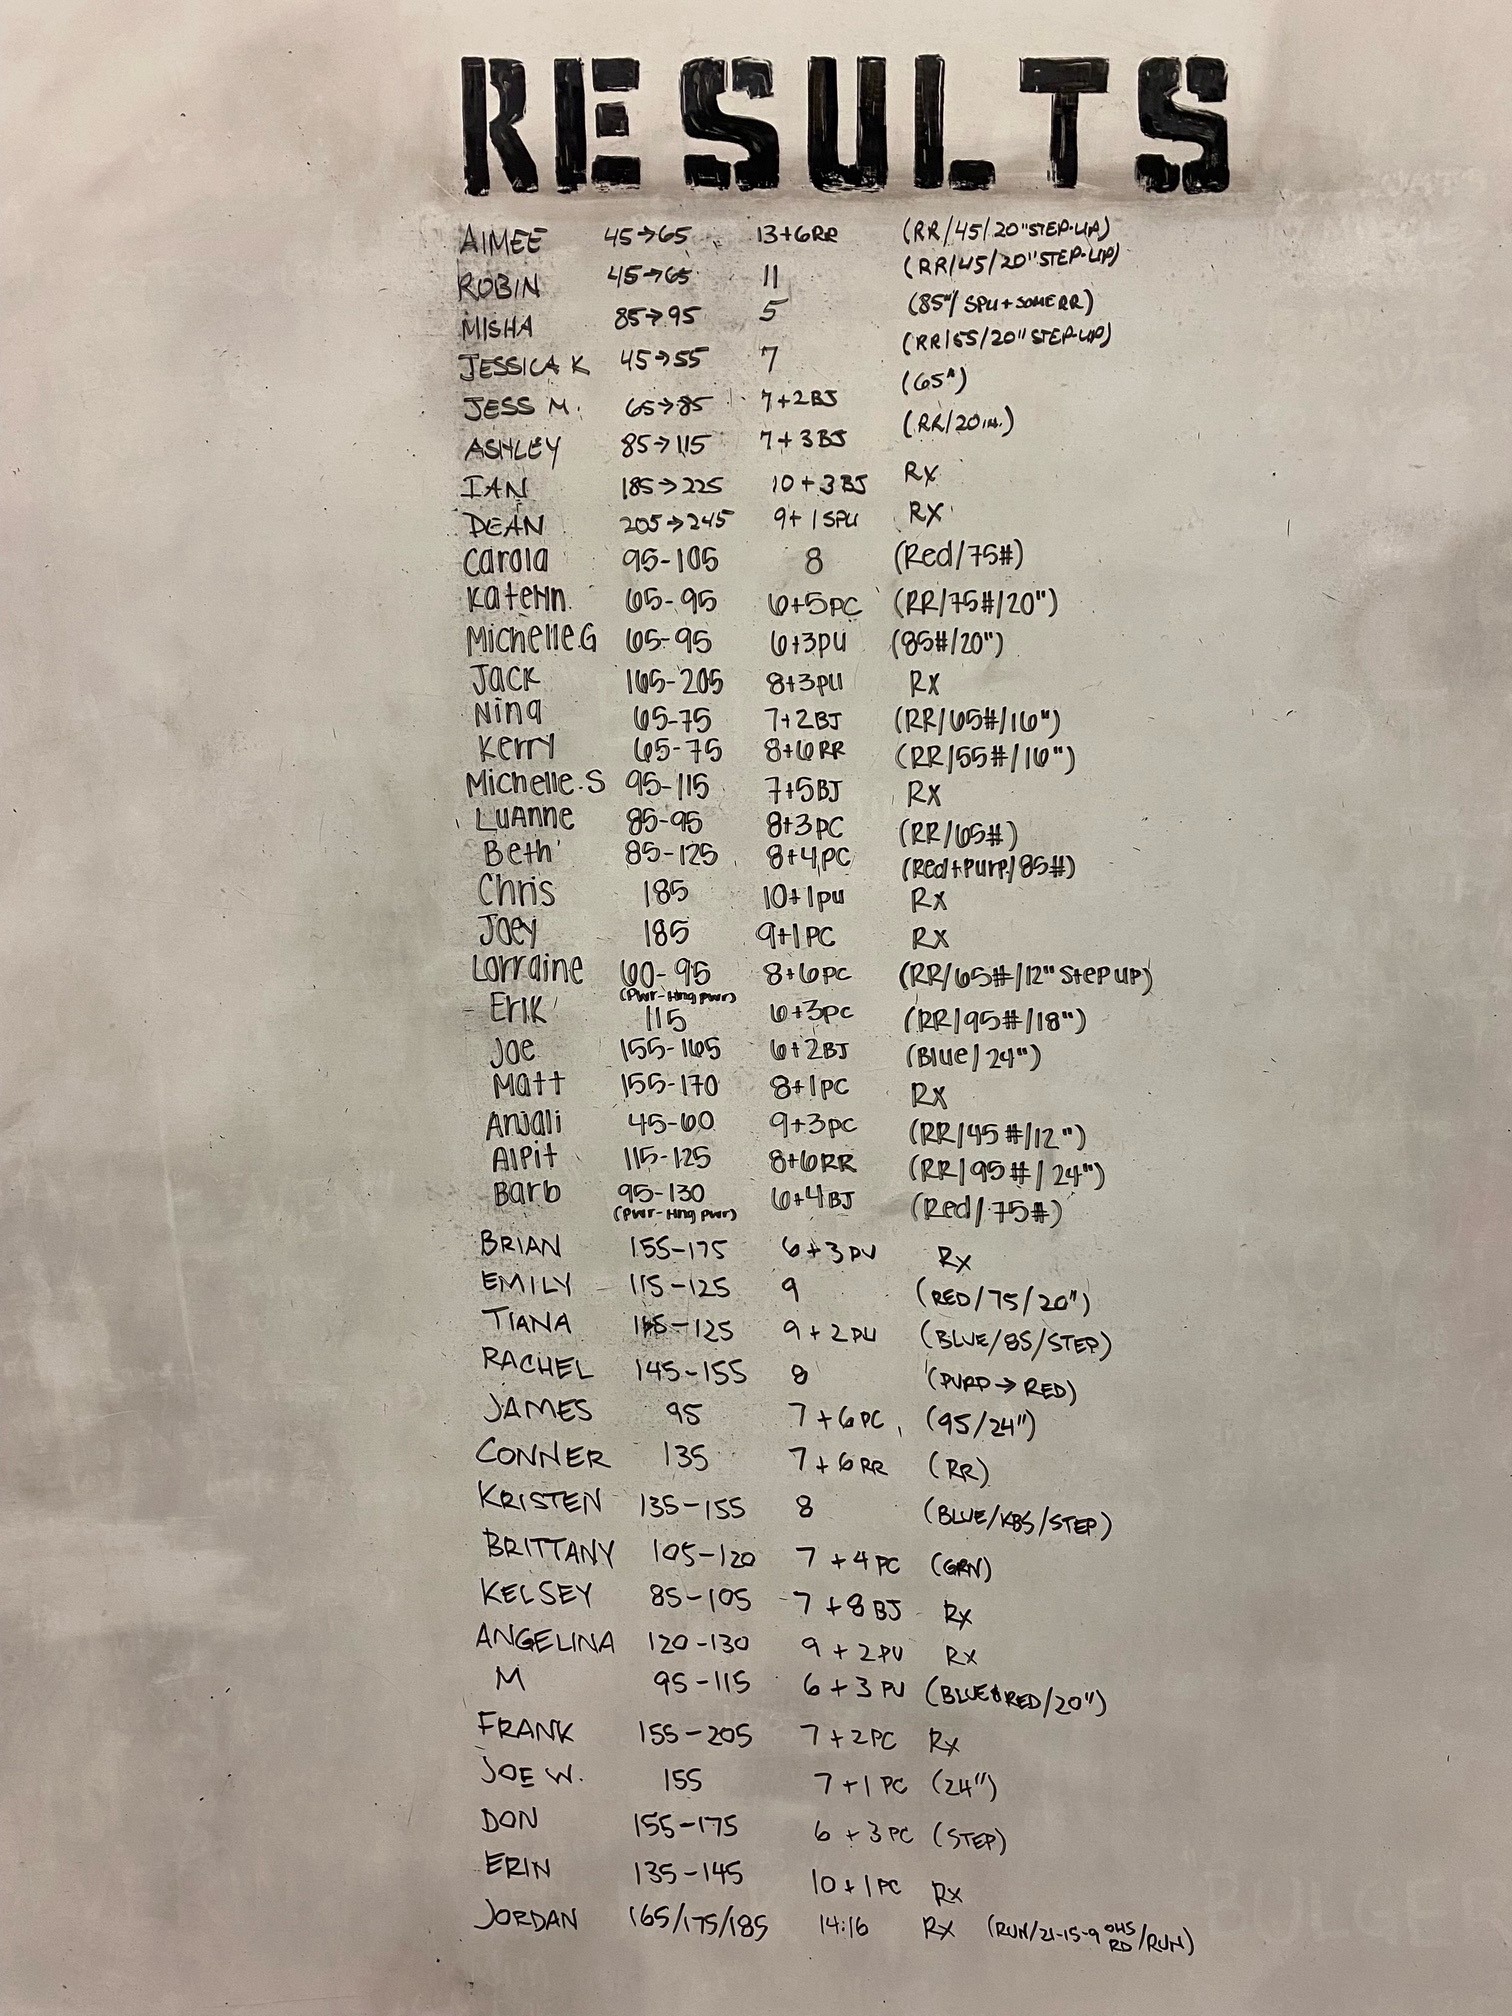 RESULTS
AIMEE 45→65 13+6RR (RR/45/20" STEP-UP)
ROBIN 45→65 11 (RR/45/20" STEP-UP)
MISHA 85→95 5 (85#/ SPU + SOME RR)
JESSICA K 45→55 7 (RR/55/20" STEP-UP)
JESS M. 65→85 7+2BJ (65#)
ASHLEY 85→115 7+3BJ (RR/20 IN.)
IAN 185→225 10+3BJ Rx
DEAN 205→245 9+1SPU Rx
Carola 95-105 8 (Red/75#)
Katelyn 65-95 6+5PC (RR/75#/20")
Michelle.G 65-95 6+3PU (85#/20")
Jack 165-205 8+3PU Rx
Nina 65-75 7+2BJ (RR/65#/16")
Kerry 65-75 8+6RR (RR/55#/16")
Michelle.S 95-115 7+5BJ Rx
LuAnne 85-95 8+3PC (RR/65#)
Beth 85-125 8+4PC (Red+Purp/85#)
Chris 185 10+1PU Rx
Joey 185 9+1PC Rx
Lorraine 60-95 8+6PC (RR/65#/12" Step up)
(Pwr-Hng pwr)
Erik 115 6+3PC (RR/95#/18")
Joe 155-165 6+2BJ (Blue/24")
Matt 155-170 8+1PC Rx
Anjali 45-60 9+3PC (RR/45#/12")
Alpit 115-125 8+6RR (RR/95#/24")
Barb 95-130 6+4BJ (Red/75#)
(Pwr-Hng pwr)
BRIAN 155-175 6+3PU Rx
EMILY 115-125 9 (RED/75/20")
TIANA 115-125 9+2PU (BLUE/85/STEP)
RACHEL 145-155 8 (PURP→RED)
JAMES 95 7+6PC (95/24")
CONNER 135 7+6RR (RR)
KRISTEN 135-155 8 (BLUE/KBS/STEP)
BRITTANY 105-120 7+4PC (GRN)
KELSEY 85-105 7+8BJ Rx
ANGELINA 120-130 9+2PU Rx
M 95-115 6+3PU (BLUE&RED/20")
FRANK 155-205 7+2PC Rx
JOE W. 155 7+1PC (24")
DON 155-175 6+3PC (STEP)
ERIN 135-145 10+1PC Rx
JORDAN 165/175/185 14:16 Rx (RUN/21-15-9 OHS RD/RUN)